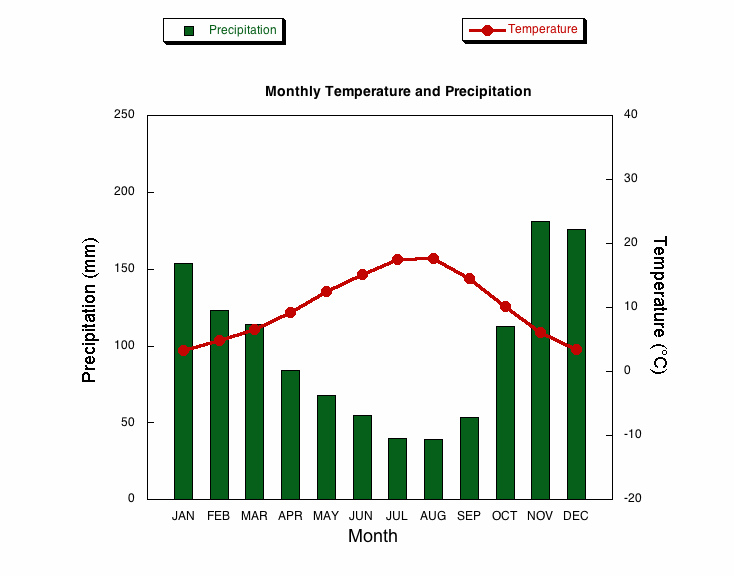 Precipitation
Temperature
Monthly Temperature and Precipitation
250
200
150
100
50
0
Precipitation (mm)
40
30
20
10
0
-10
-20
Temperature (°C)
JAN FEB MAR APR MAY JUN JUL AUG SEP OCT NOV DEC
Month